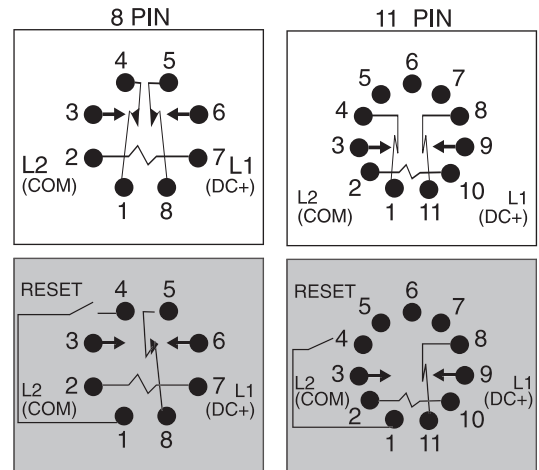 8 PIN
4 5
3 6
2 7
L2 L1
(COM) (DC+)
1 8
11 PIN
6
5 7
4 8
3 9
2 10
L2 L1
(COM) (DC+)
1 11
RESET 4 5
3 6
2 7
L2 L1
(COM) (DC+)
1 8
RESET 6
5 7
4 8
3 9
L2 L1
(COM) (DC+)
2 10
1 11